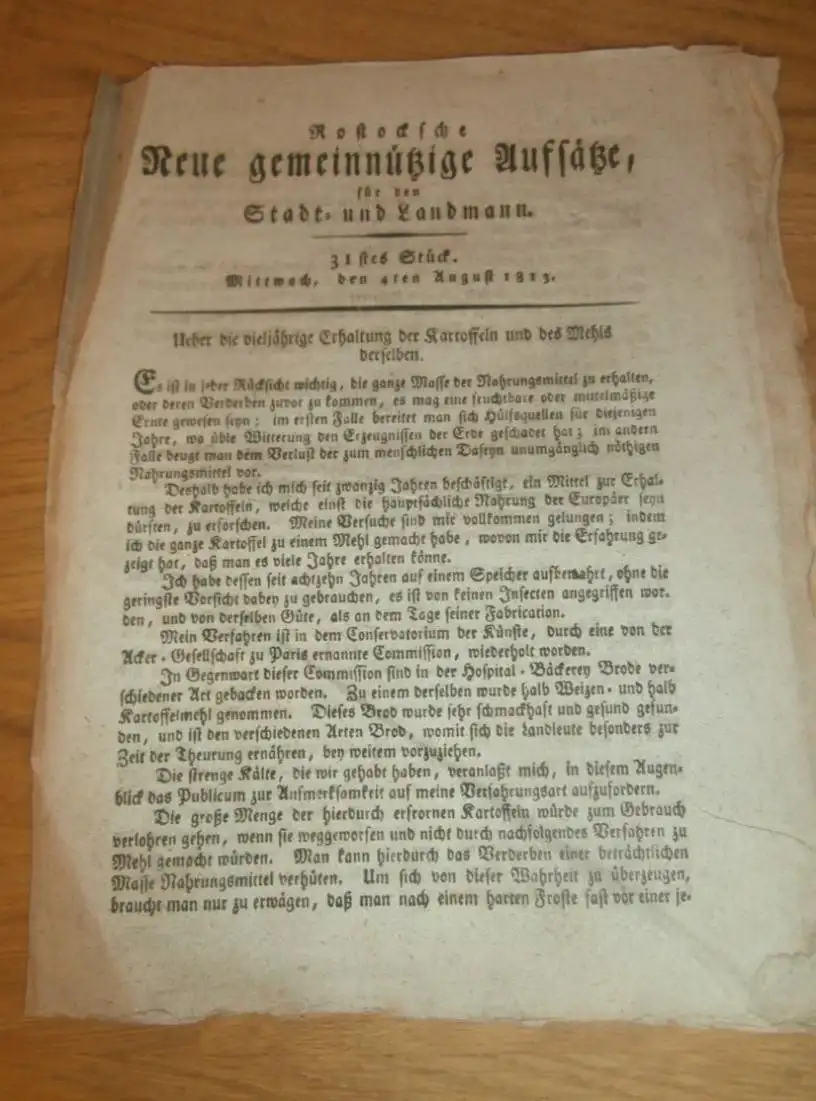 Rostocksche
Neue gemeinnützige Aufsätze,
für den
Stadt- und Landmann.
31stes Stück.
Mittwoch, den 4ten August 1813.
Ueber die vieljährige Erhaltung der Kartoffeln und des Mehls
derselben.
Es ist in jeder Rücksicht wichtig, die ganze Masse der Nahrungsmittel zu erhalten,
oder deren Verderben zuvor zu kommen, es mag eine fruchtbare oder mittelmäßige
Ernte gewesen seyn; im ersten Falle bereitet man sich Hülfsquellen für diejenigen
Jahre, wo üble Witterung den Erzeugnissen der Erde geschadet hat; im andern
Falle beugt man dem Verlust der zum menschlichen Daseyn unumgänglich nöthigen
Nahrungsmittel vor.
Deshalb habe ich mich seit zwanzig Jahren beschäftigt, ein Mittel zur Erhal-
tung der Kartoffeln, welche einst die hauptsächliche Nahrung der Europäer seyn
dürften, zu erforschen. Meine Versuche sind mir vollkommen gelungen; indem
ich die ganze Kartoffel zu einem Mehl gemacht habe, wovon mir die Erfahrung ge-
zeigt hat, daß man es viele Jahre erhalten könne.
Ich habe dessen seit achtzehn Jahren auf einem Speicher aufbewahrt, ohne die
geringste Vorsicht dabey zu gebrauchen, es ist von keinen Insecten angegriffen wor-
den, und von derselben Güte, als an dem Tage seiner Fabrication.
Mein Verfahren ist in dem Conservatorium der Künste, durch eine von der
Acker-Gesellschaft zu Paris ernannte Commission, wiederholt worden.
In Gegenwart dieser Commission sind in der Hospital-Bäckerey Brode ver-
schiedener Art gebacken worden. Zu einem derselben wurde halb Weizen- und halb
Kartoffelmehl genommen. Dieses Brod wurde sehr schmackhaft und gesund gefun-
den, und ist den verschiedenen Arten Brod, womit sich die Landleute besonders zur
Zeit der Theurung ernähren, bey weitem vorzuziehen.
Die strenge Kälte, die wir gehabt haben, veranlaßt mich, in diesem Augen-
blick das Publicum zur Aufmerksamkeit auf meine Verfahrungsart aufzufordern.
Die große Menge der hierdurch erfrornen Kartoffeln würde zum Gebrauch
verlohren gehen, wenn sie weggeworfen und nicht durch nachfolgendes Verfahren zu
Mehl gemacht würden. Man kann hierdurch das Verderben einer beträchtlichen
Masse Nahrungsmittel verhüten. Um sich von dieser Wahrheit zu überzeugen,
braucht man nur zu erwägen, daß man nach einem harten Froste fast vor einer je-